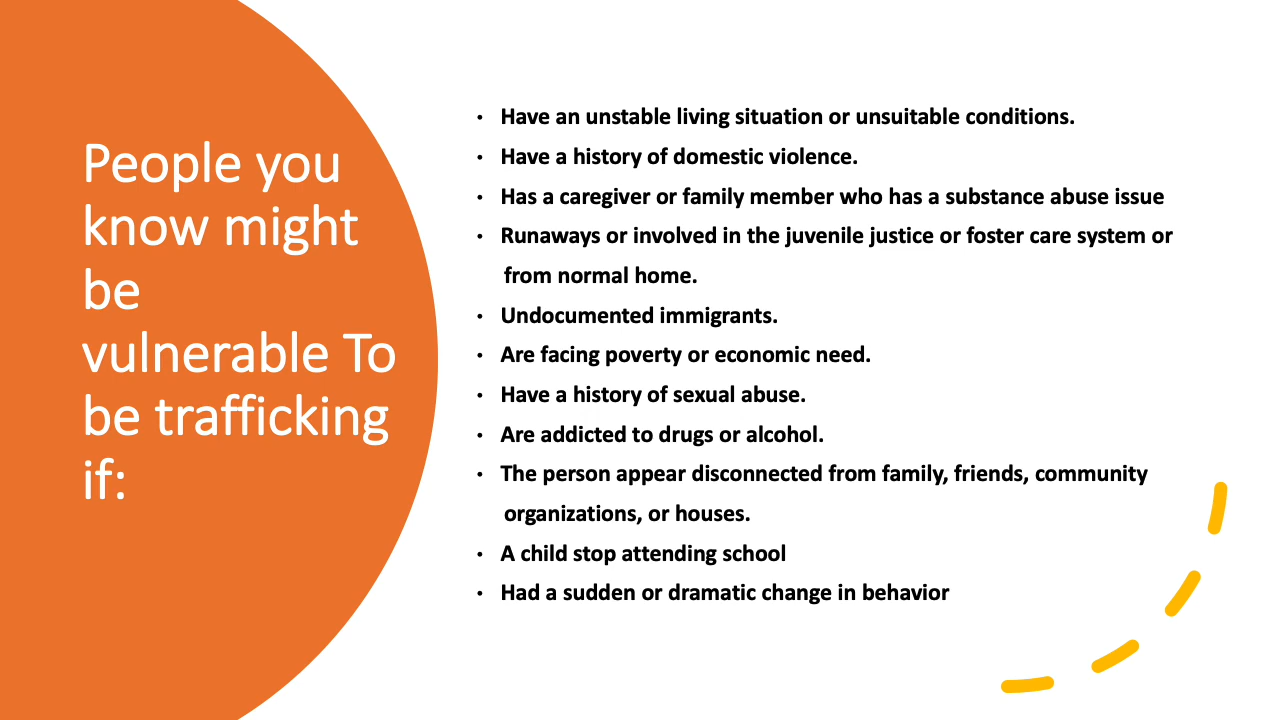 People you
know might
be
vulnerable To
be trafficking
if:
• Have an unstable living situation or unsuitable conditions.
• Have a history of domestic violence.
• Has a caregiver or family member who has a substance abuse issue
• Runaways or involved in the juvenile justice or foster care system or
from normal home.
• Undocumented immigrants.
• Are facing poverty or economic need.
• Have a history of sexual abuse.
• Are addicted to drugs or alcohol.
• The person appear disconnected from family, friends, community
organizations, or houses.
• A child stop attending school
• Had a sudden or dramatic change in behavior